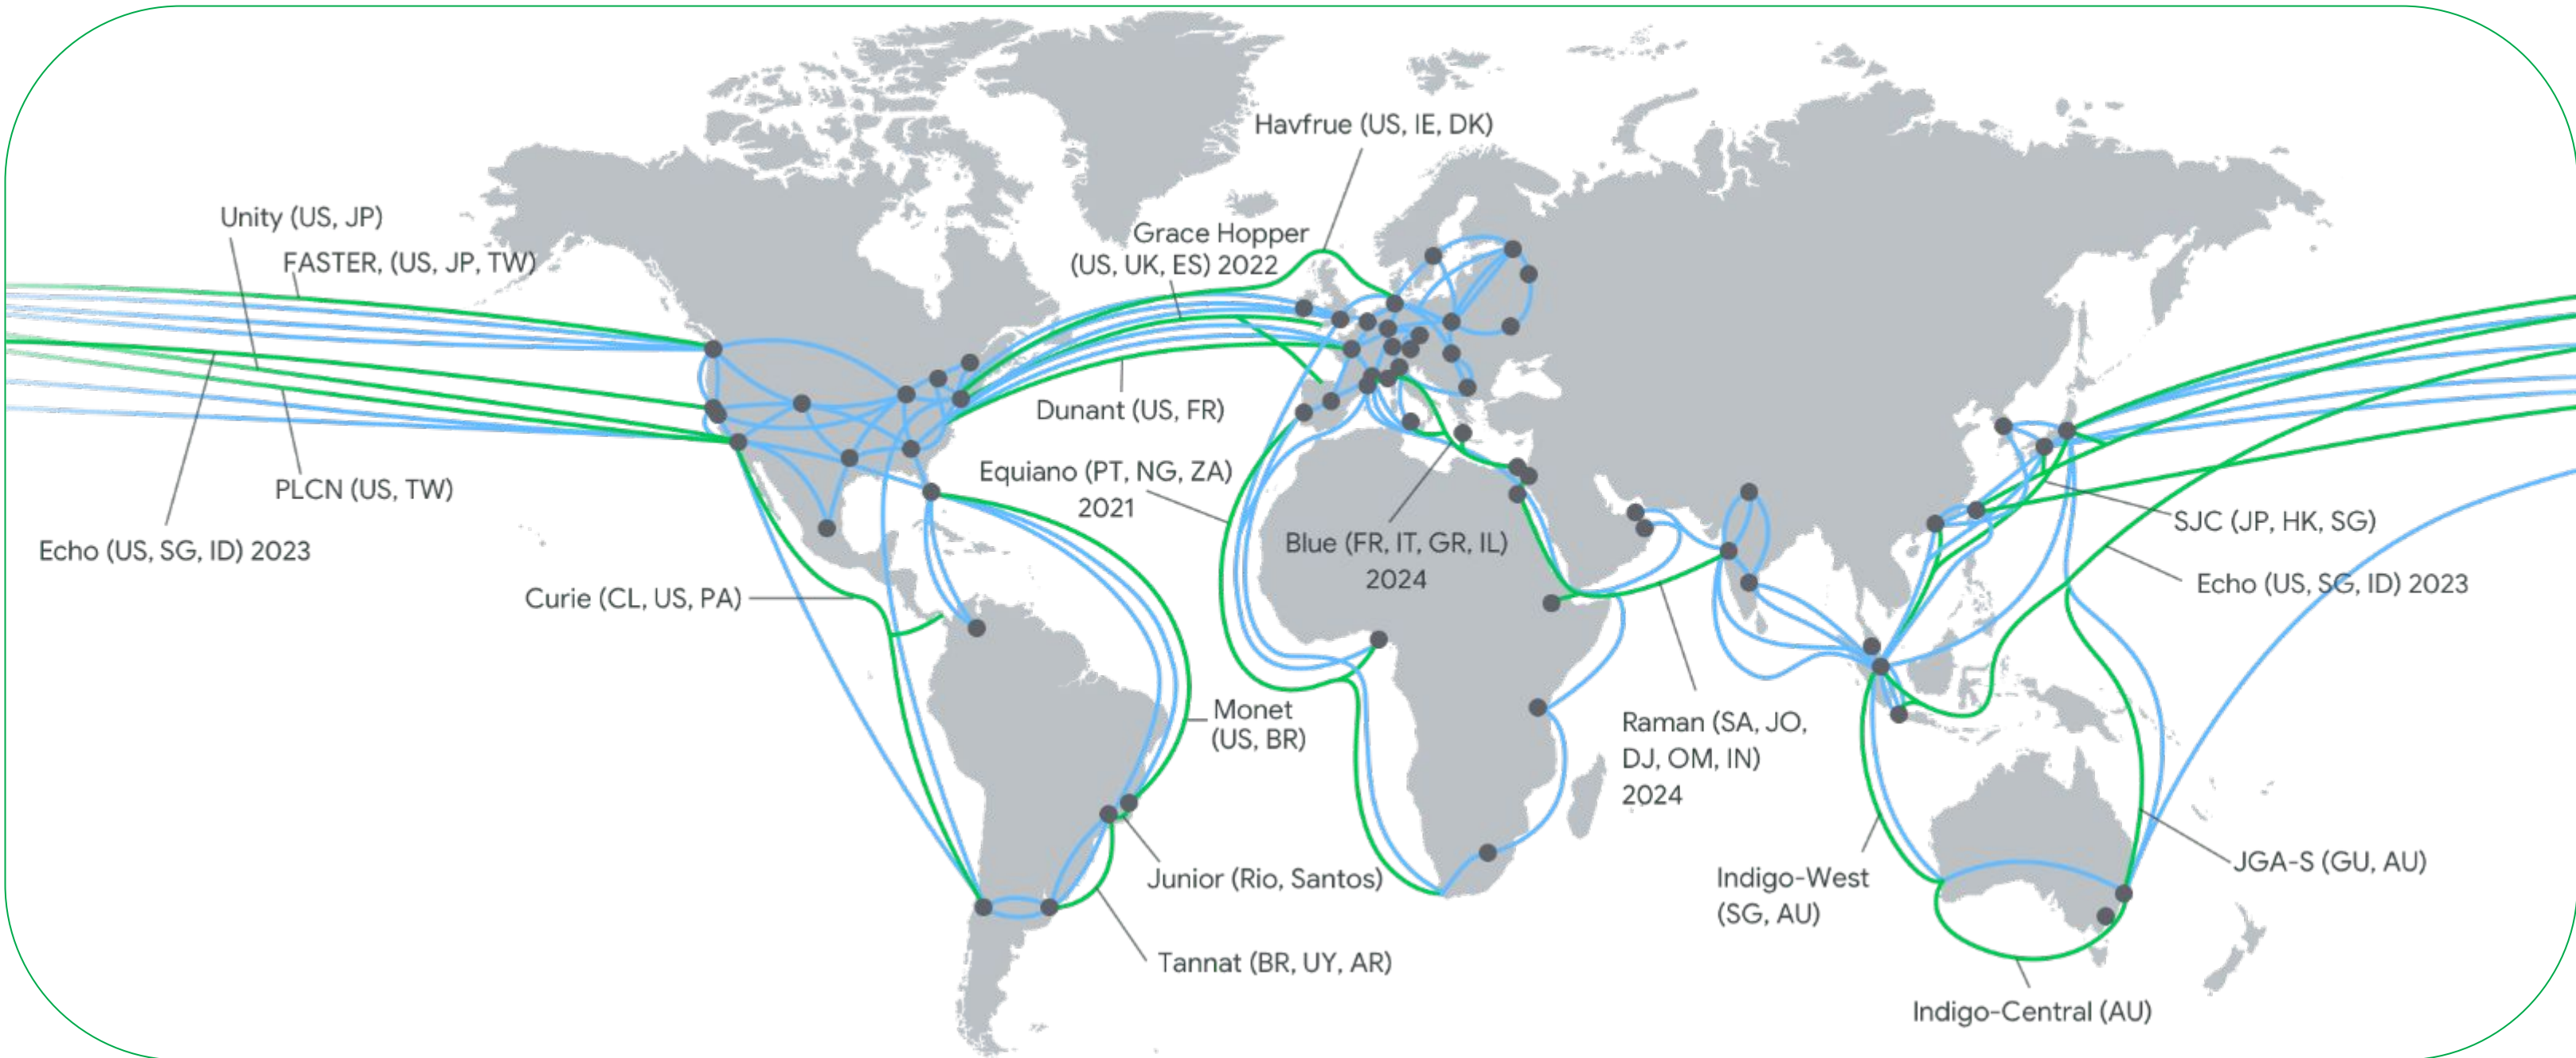 Havfrue (US, IE, DK)
Unity (US, JP)
FASTER, (US, JP, TW)
Grace Hopper
(US, UK, ES) 2022
Dunant (US, FR)
Equiano (PT, NG, ZA)
2021
PLCN (US, TW)
Echo (US, SG, ID) 2023
Blue (FR, IT, GR, IL)
2024
SJC (JP, HK, SG)
Echo (US, SG, ID) 2023
Curie (CL, US, PA)
Monet
(US, BR)
Raman (SA, JO,
DJ, OM, IN)
2024
Junior (Rio, Santos)
Indigo-West
(SG, AU)
JGA-S (GU, AU)
Tannat (BR, UY, AR)
Indigo-Central (AU)